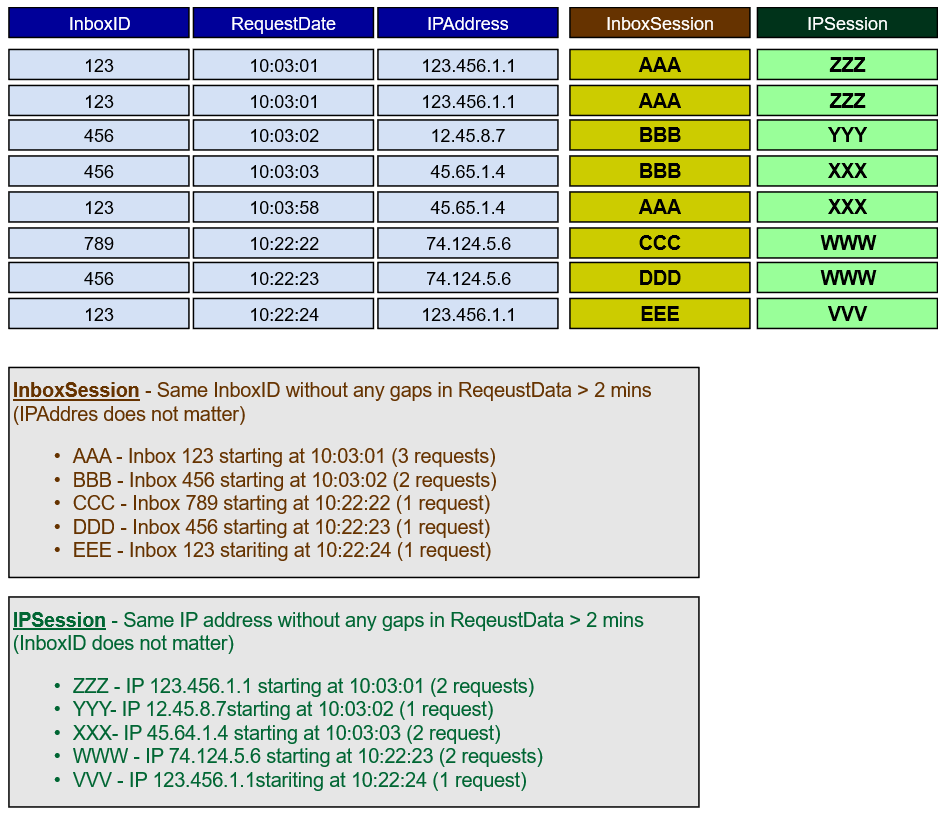 InboxID RequestDate IPAddress InboxSession IPSession
123 10:03:01 123.456.1.1 AAA ZZZ
123 10:03:01 123.456.1.1 AAA ZZZ
456 10:03:02 12.45.8.7 BBB YYY
456 10:03:03 45.65.1.4 BBB XXX
123 10:03:58 45.65.1.4 AAA XXX
789 10:22:22 74.124.5.6 CCC WWW
456 10:22:23 74.124.5.6 DDD WWW
123 10:22:24 123.456.1.1 EEE VVV
InboxSession - Same InboxID without any gaps in ReqeustData > 2 mins
(IPAddres does not matter)
• AAA - Inbox 123 starting at 10:03:01 (3 requests)
• BBB - Inbox 456 starting at 10:03:02 (2 requests)
• CCC - Inbox 789 starting at 10:22:22 (1 request)
• DDD - Inbox 456 starting at 10:22:23 (1 request)
• EEE - Inbox 123 stariting at 10:22:24 (1 request)
IPSession - Same IP address without any gaps in ReqeustData > 2 mins
(InboxID does not matter)
• ZZZ - IP 123.456.1.1 starting at 10:03:01 (2 requests)
• YYY- IP 12.45.8.7starting at 10:03:02 (1 request)
• XXX- IP 45.64.1.4 starting at 10:03:03 (2 request)
• WWW - IP 74.124.5.6 starting at 10:22:23 (2 requests)
• VVV - IP 123.456.1.1stariting at 10:22:24 (1 request)